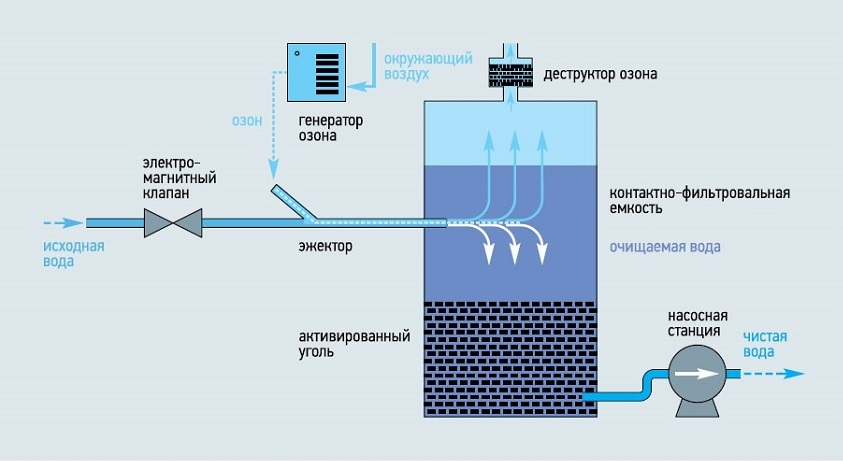 окружающий
воздух
деструктор озона
озон
генератор
озона
электро-
магнитный
клапан
контактно-фильтровальная
емкость
исходная
вода
эжектор
очищаемая вода
активированный
уголь
насосная
станция
чистая
вода